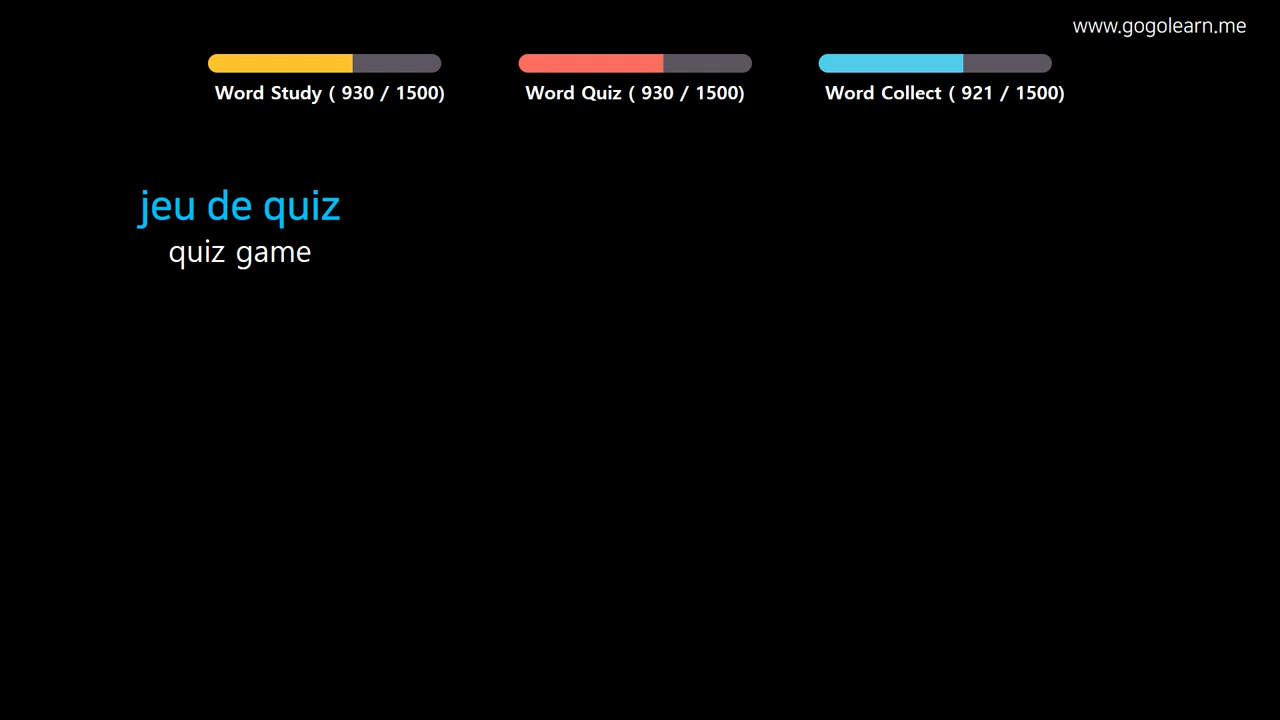 www.gogolearn.me
Word Study ( 930 / 1500)
Word Quiz ( 930 / 1500)
Word Collect ( 921 / 1500)
jeu de quiz
quiz game